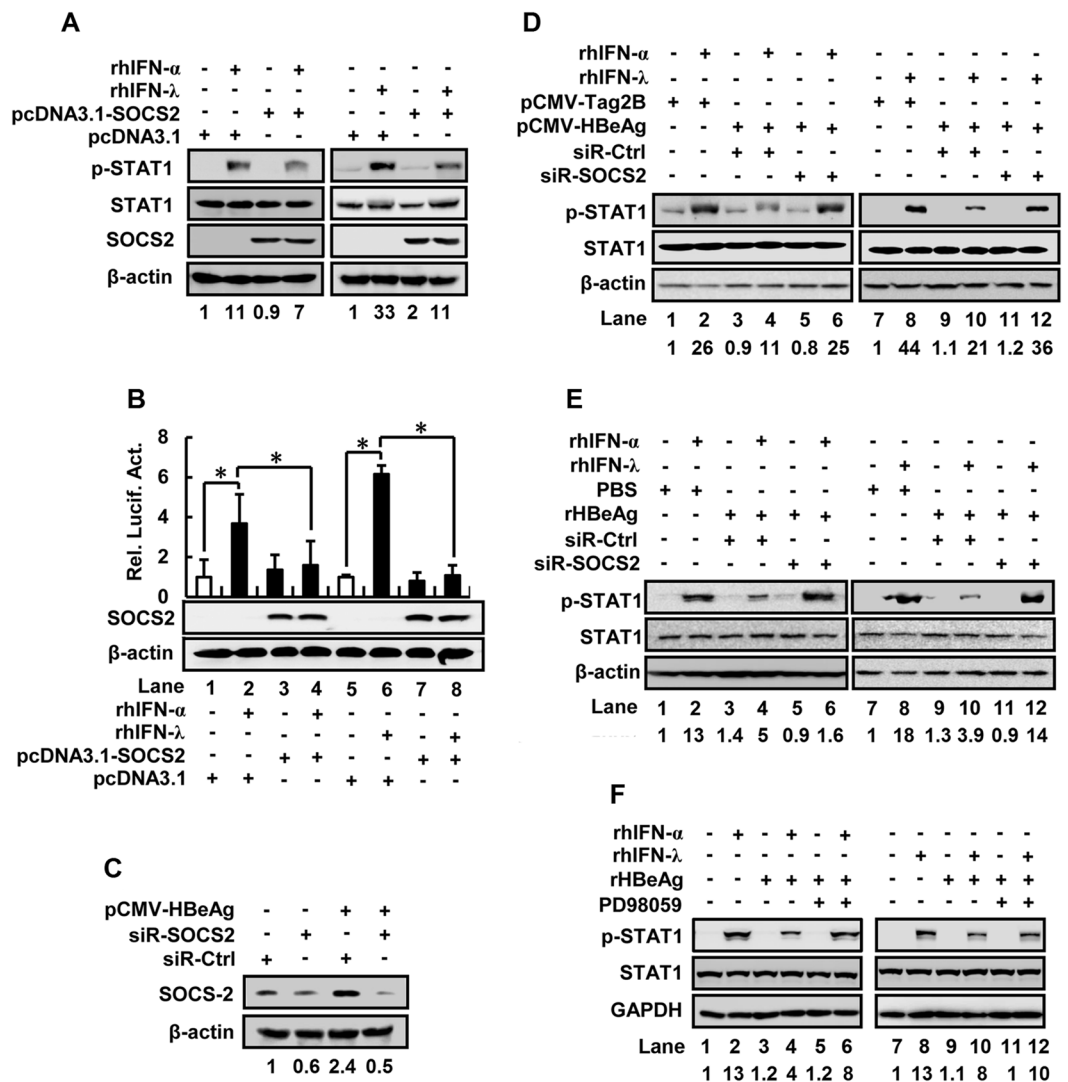 A
rhIFN-α - + - + - - - -
rhIFN-λ - - - - - + - +
pcDNA3.1-SOCS2 - - + + - - + +
pcDNA3.1 + + - - + + - -
p-STAT1
STAT1
SOCS2
β-actin
1 11 0.9 7 1 33 2 11
B
Rel. Lucif. Act.
8
6
4
2
0
* * * *
SOCS2
β-actin
Lane 1 2 3 4 5 6 7 8
rhIFN-α - + - + - - - -
rhIFN-λ - - - - - + - +
pcDNA3.1-SOCS2 - - + + - - + +
pcDNA3.1 + + - - + + - -
C
pCMV-HBeAg - - + +
siR-SOCS2 - + - +
siR-Ctrl + - + -
SOCS-2
β-actin
1 0.6 2.4 0.5
D
rhIFN-α - + - + - + - - - - - -
rhIFN-λ - - - - - - - + - + - +
pCMV-Tag2B + + - - - - + + - - - -
pCMV-HBeAg - - + + + + - - + + + +
siR-Ctrl - - + + - - - - + + - -
siR-SOCS2 - - - - + + - - - - + +
p-STAT1
STAT1
β-actin
Lane 1 2 3 4 5 6 7 8 9 10 11 12
1 26 0.9 11 0.8 25 1 44 1.1 21 1.2 36
E
rhIFN-α - + - + - + - - - - - -
rhIFN-λ - - - - - - - + - + - +
PBS + + - - - - + + - - - -
rHBeAg - - + + + + - - + + + +
siR-Ctrl - - + + - - - - + + - -
siR-SOCS2 - - - - + + - - - - + +
p-STAT1
STAT1
β-actin
Lane 1 2 3 4 5 6 7 8 9 10 11 12
1 13 1.4 5 0.9 1.6 1 18 1.3 3.9 0.9 14
F
rhIFN-α - + - + - + - - - - - -
rhIFN-λ - - - - - - - + - + - +
rHBeAg - - + + + + - - + + + +
PD98059 - - - - + + - - - - + +
p-STAT1
STAT1
GAPDH
Lane 1 2 3 4 5 6 7 8 9 10 11 12
1 13 1.2 4 1.2 8 1 13 1.1 8 1 10